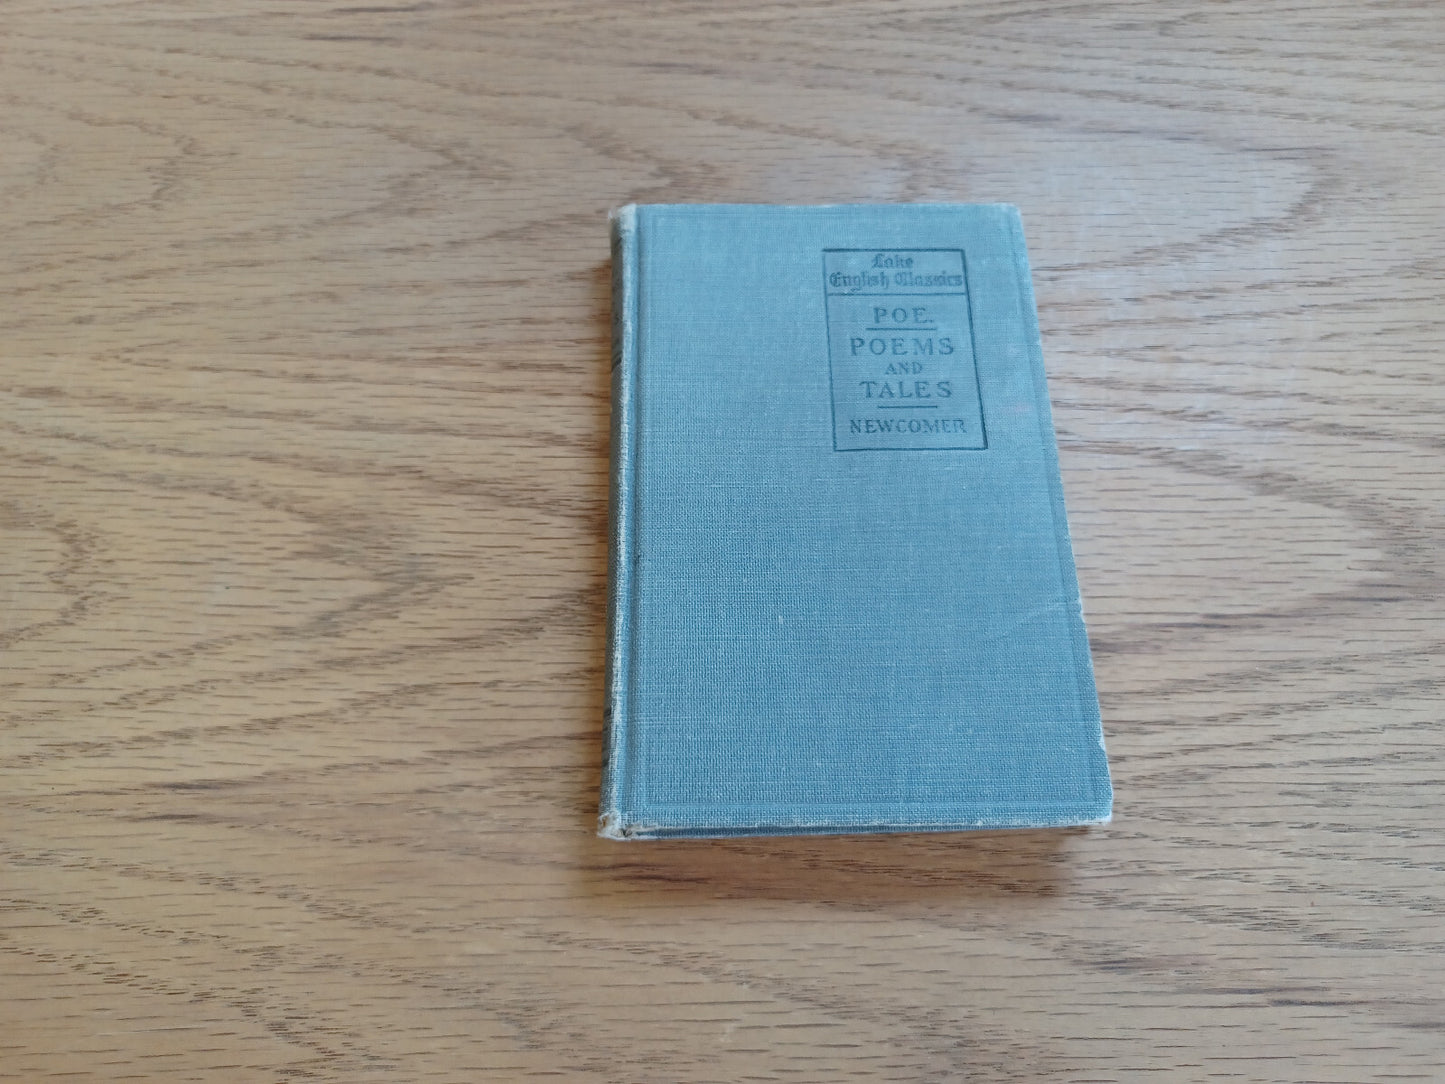 Lake
English Classics
POE.
POEMS
AND
TALES
NEWCOMER